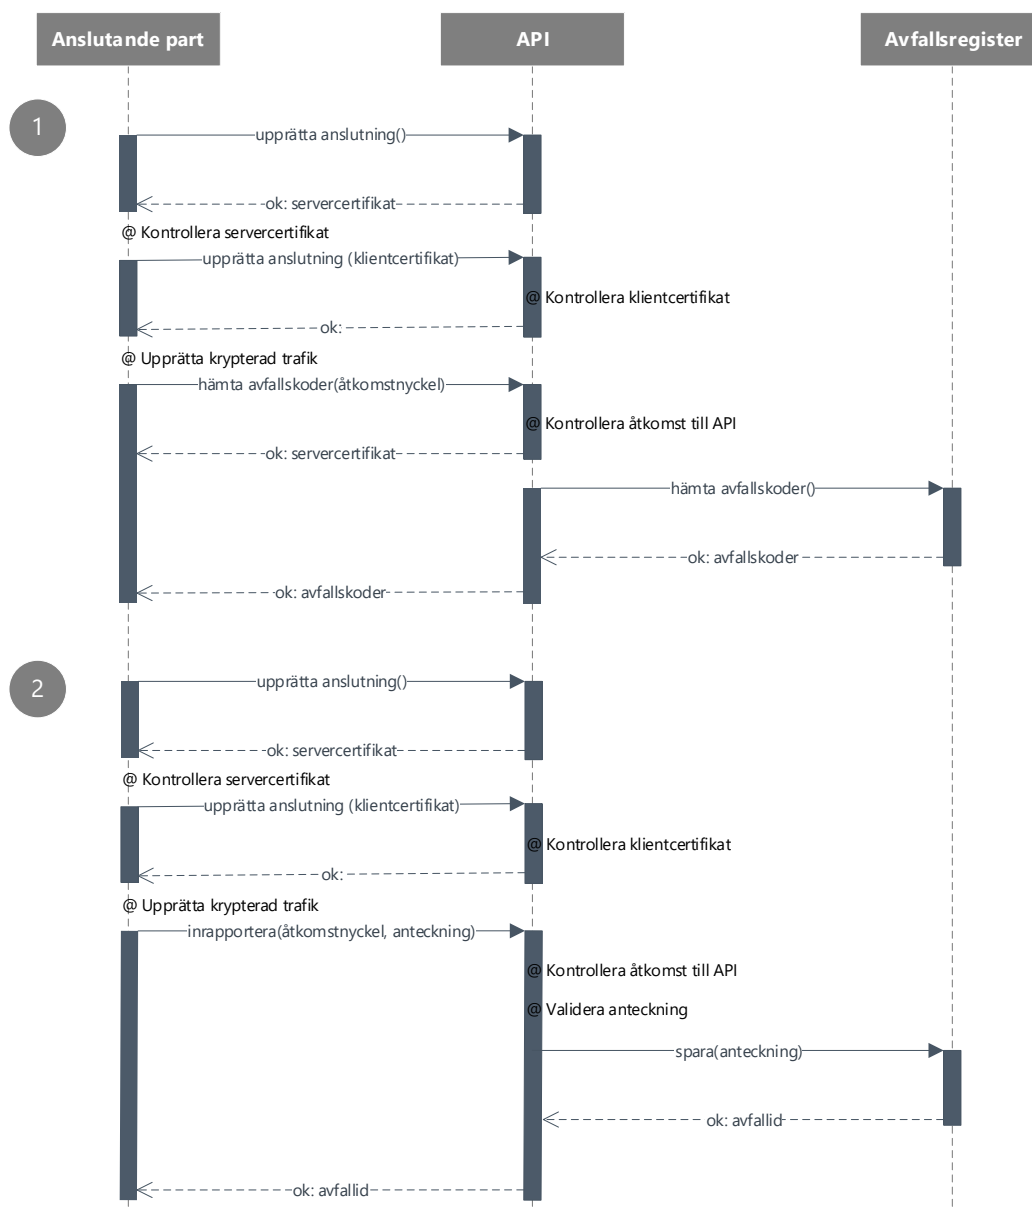 Anslutande part
API
Avfallsregister
1
upprätta anslutning()
ok: servercertifikat
@ Kontrollera servercertifikat
upprätta anslutning (klientcertifikat)
@ Kontrollera klientcertifikat
ok:
@ Upprätta krypterad trafik
hämta avfallskoder(åtkomstnyckel)
@ Kontrollera åtkomst till API
ok: servercertifikat
hämta avfallskoder()
ok: avfallskoder
ok: avfallskoder
2
upprätta anslutning()
ok: servercertifikat
@ Kontrollera servercertifikat
upprätta anslutning (klientcertifikat)
@ Kontrollera klientcertifikat
ok:
@ Upprätta krypterad trafik
inrapportera(åtkomstnyckel, anteckning)
@ Kontrollera åtkomst till API
@ Validera anteckning
spara(anteckning)
ok: avfallid
ok: avfallid